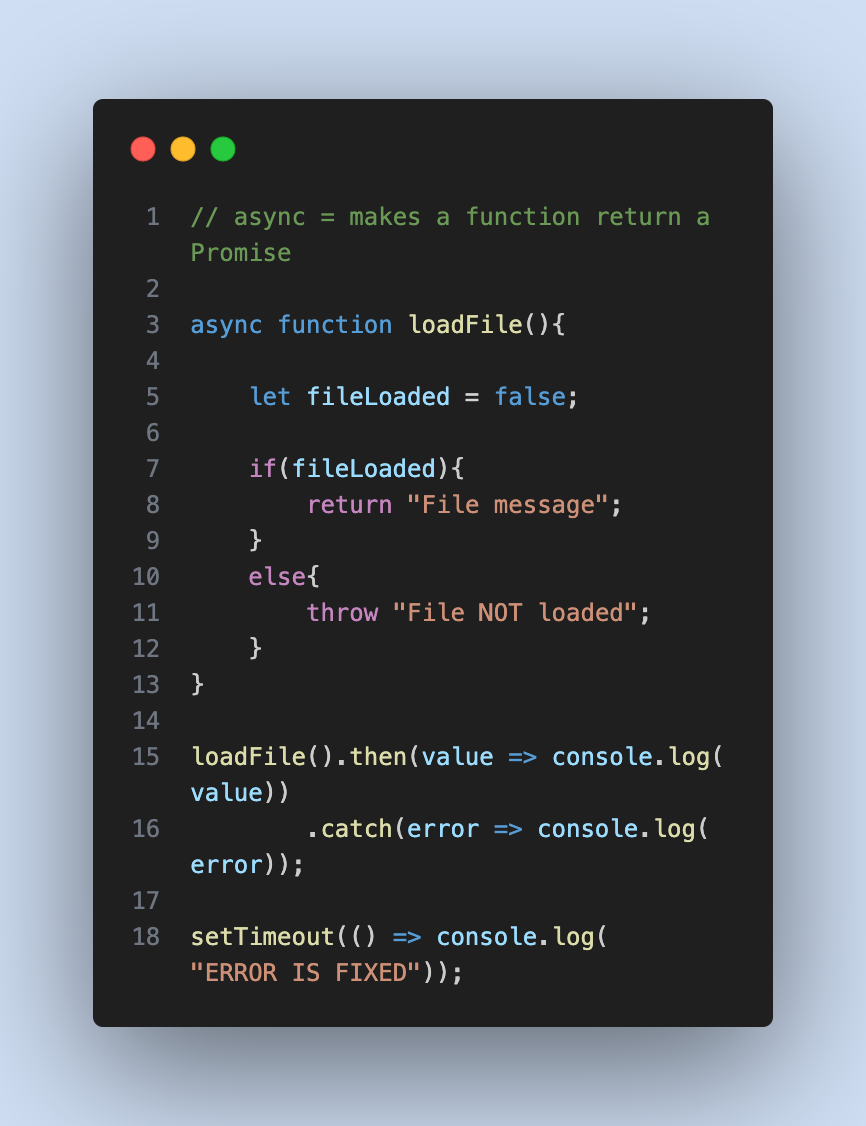 1 // async = makes a function return a
Promise
2
3 async function loadFile(){
4
5     let fileLoaded = false;
6
7     if(fileLoaded){
8         return "File message";
9     }
10     else{
11         throw "File NOT loaded";
12     }
13 }
14
15 loadFile().then(value => console.log(
value))
16         .catch(error => console.log(
error));
17
18 setTimeout(() => console.log(
"ERROR IS FIXED"));